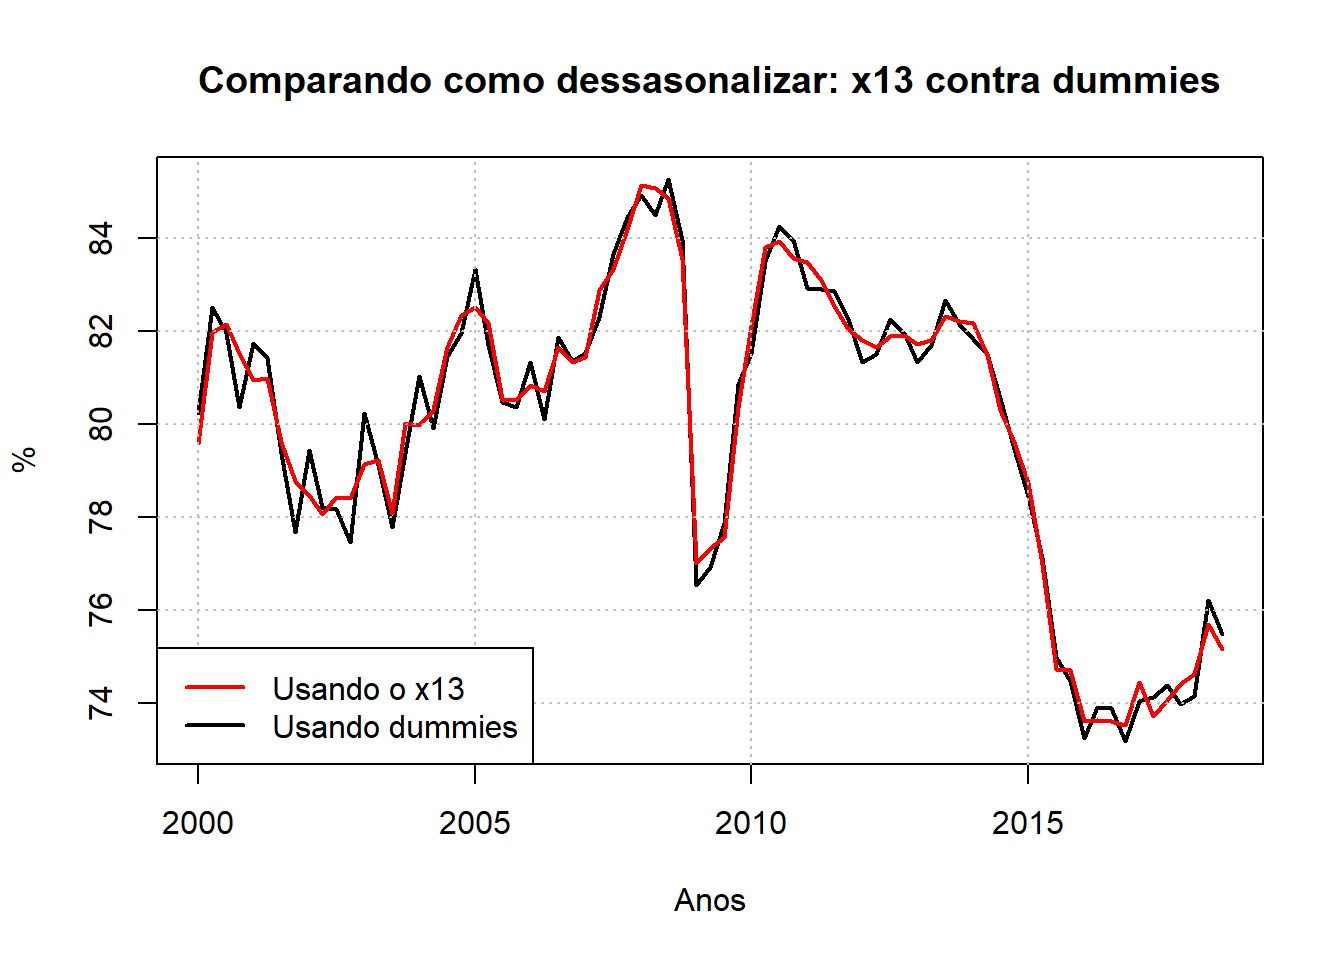 Comparando como dessasonalizar: x13 contra dummies
%
84
82
80
78
76
74
Usando o x13
Usando dummies
2000 2005 2010 2015
Anos